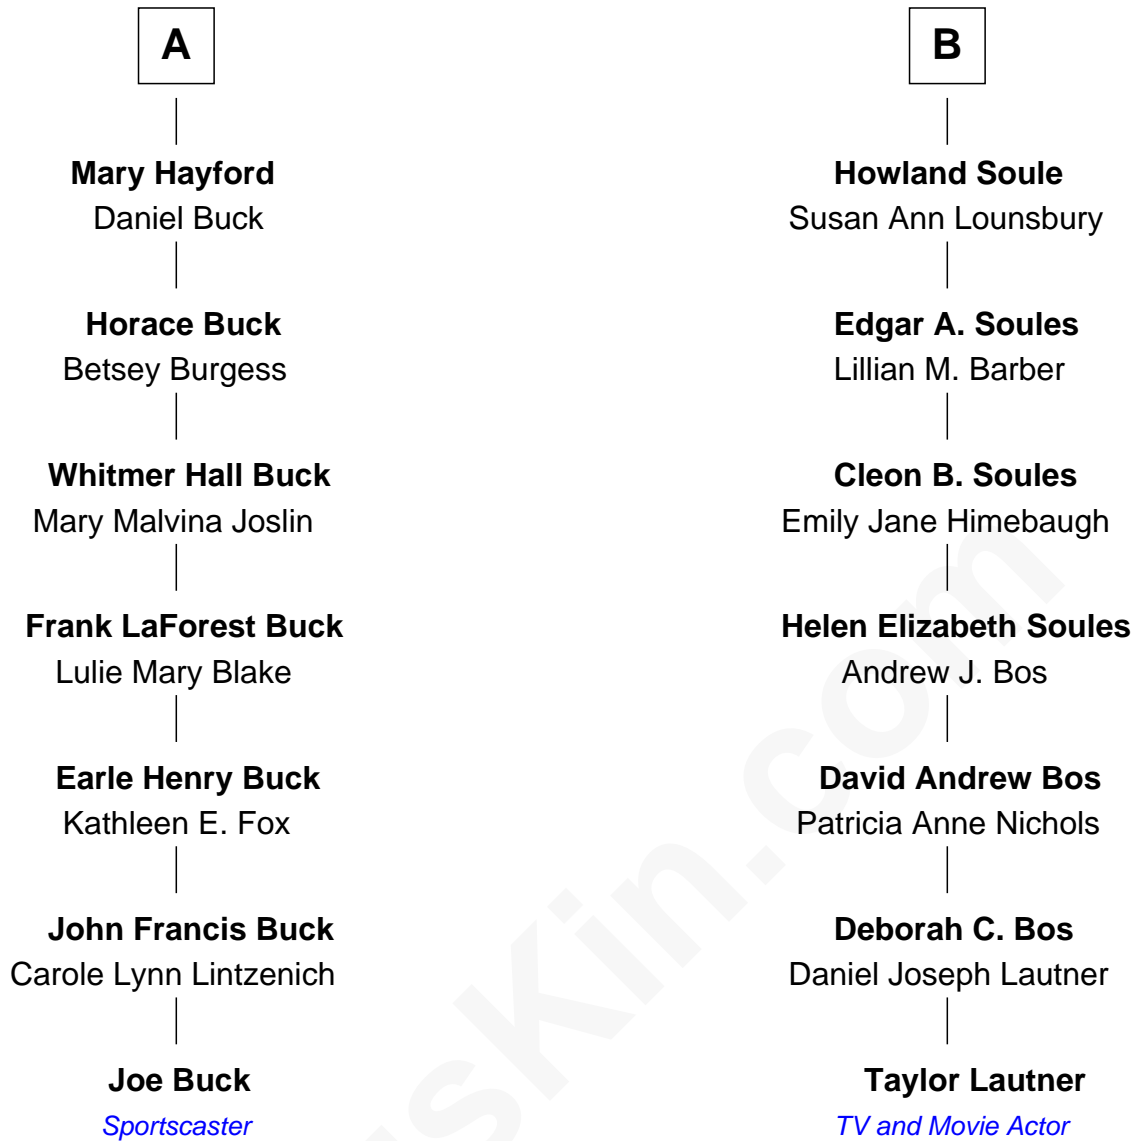 A
Mary Hayford
Daniel Buck
Horace Buck
Betsey Burgess
Whitmer Hall Buck
Mary Malvina Joslin
Frank LaForest Buck
Lulie Mary Blake
Earle Henry Buck
Kathleen E. Fox
John Francis Buck
Carole Lynn Lintzenich
Joe Buck
Sportscaster
B
Howland Soule
Susan Ann Lounsbury
Edgar A. Soules
Lillian M. Barber
Cleon B. Soules
Emily Jane Himebaugh
Helen Elizabeth Soules
Andrew J. Bos
David Andrew Bos
Patricia Anne Nichols
Deborah C. Bos
Daniel Joseph Lautner
Taylor Lautner
TV and Movie Actor